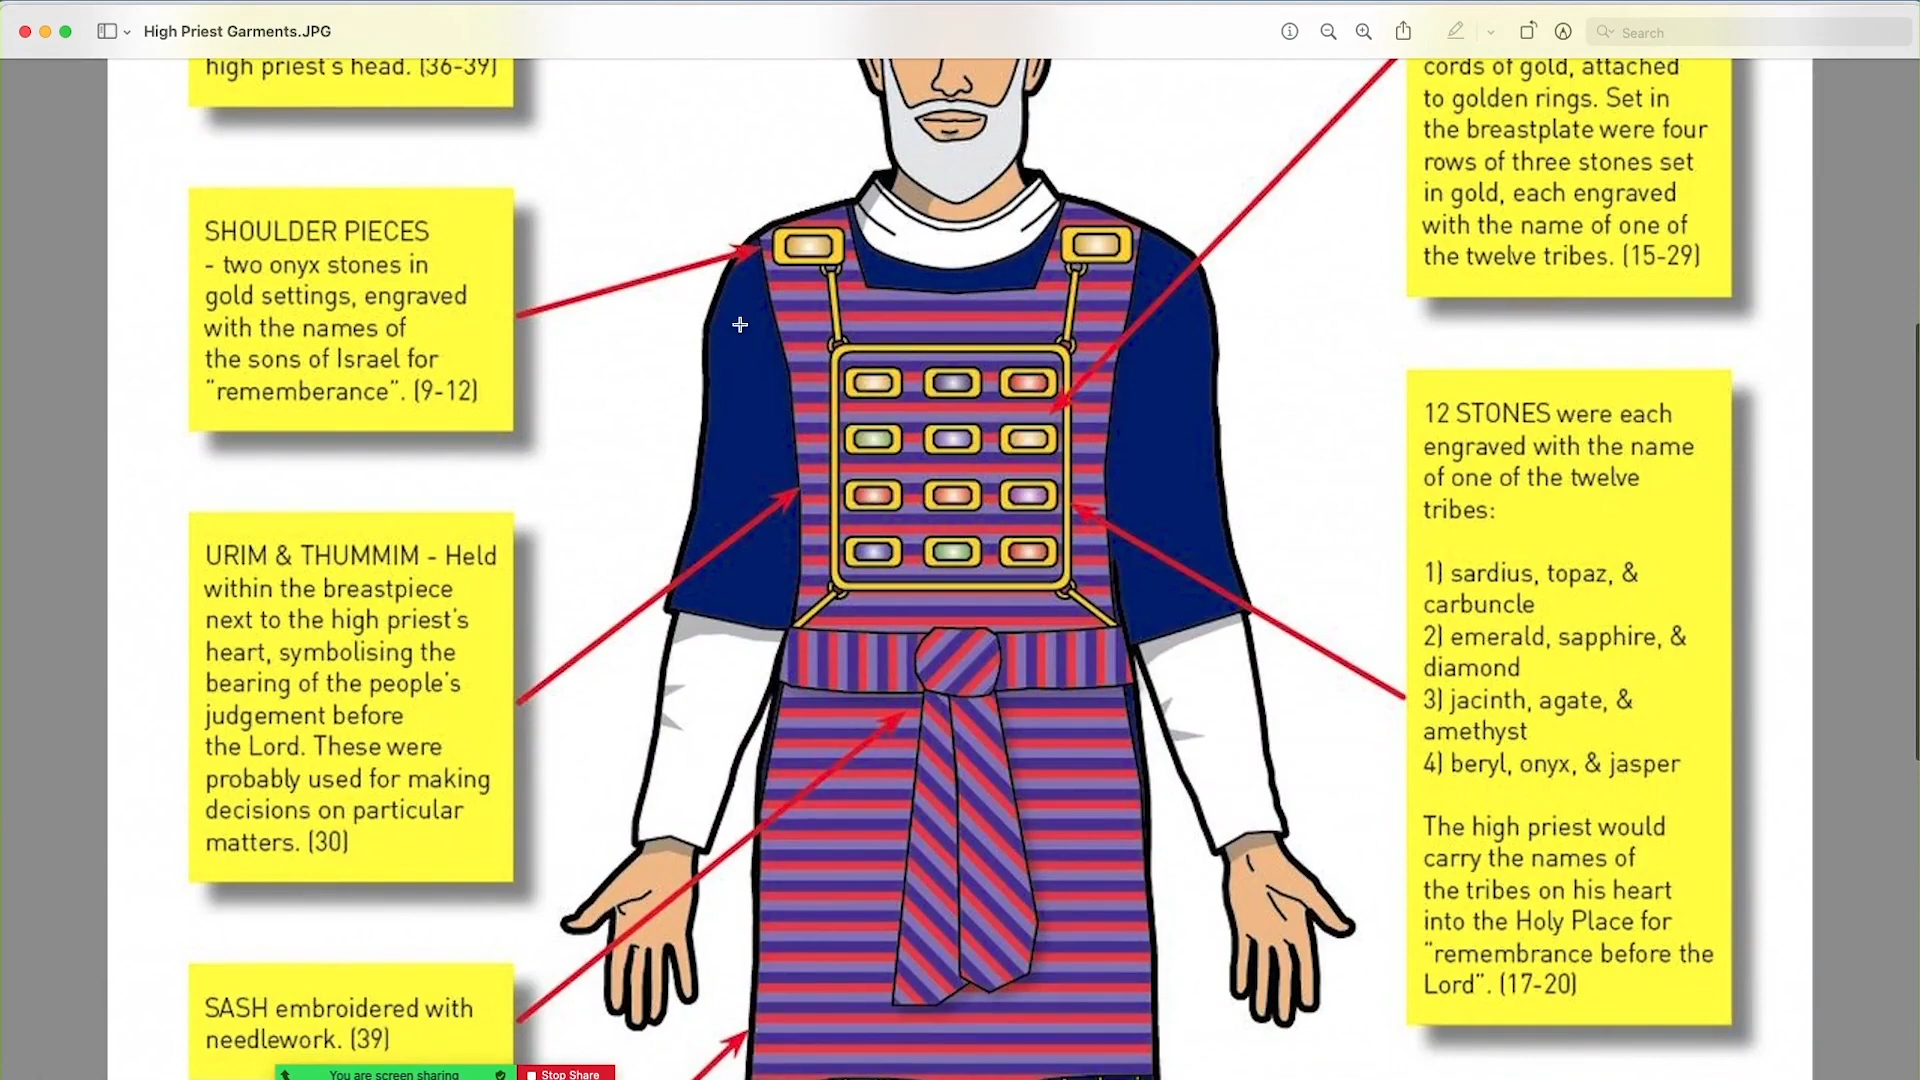 High Priest Garments.JPG
Search
high priest's head. (36-39)
SHOULDER PIECES
- two onyx stones in
gold settings, engraved
with the names of
the sons of Israel for
"rememberance". (9-12)
URIM & THUMMIM - Held
within the breastpiece
next to the high priest's
heart, symbolising the
bearing of the people's
judgement before
the Lord. These were
probably used for making
decisions on particular
matters. (30)
SASH embroidered with
needlework. (39)
cords of gold, attached
to golden rings. Set in
the breastplate were four
rows of three stones set
in gold, each engraved
with the name of one of
the twelve tribes. (15-29)
12 STONES were each
engraved with the name
of one of the twelve
tribes:
1) sardius, topaz, &
carbuncle
2) emerald, sapphire, &
diamond
3) jacinth, agate, &
amethyst
4) beryl, onyx, & jasper
The high priest would
carry the names of
the tribes on his heart
into the Holy Place for
"remembrance before the
Lord". (17-20)
You are screen sharing
Stop Share